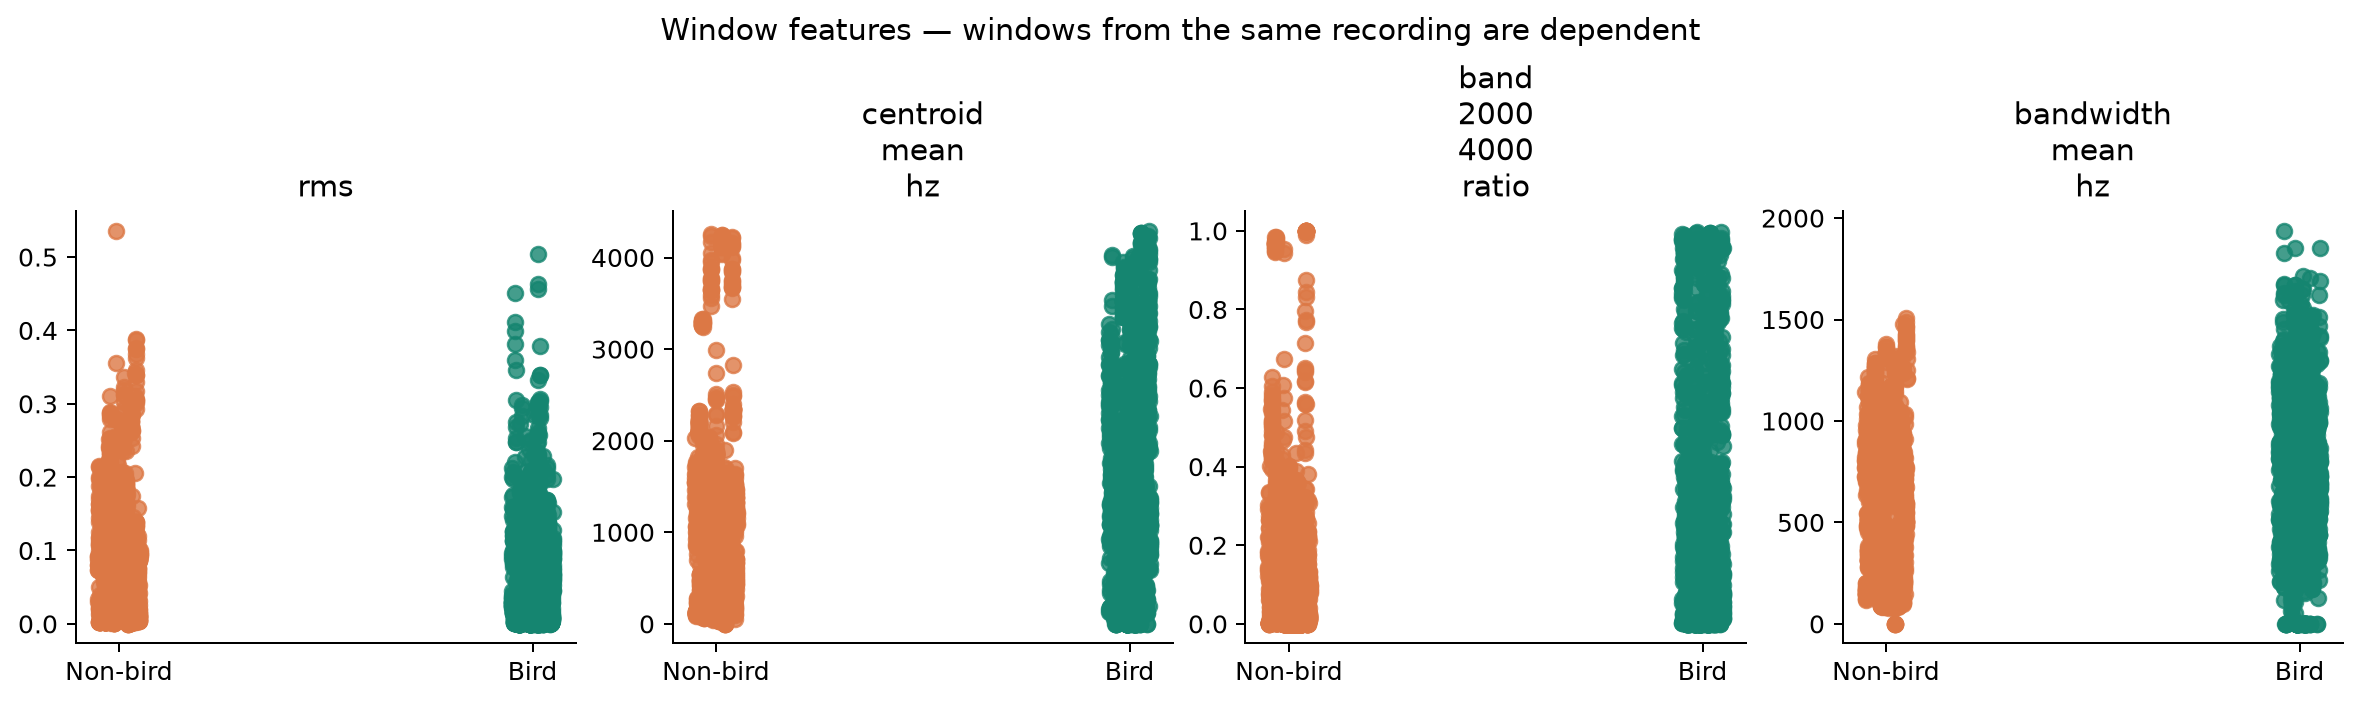 Window features — windows from the same recording are dependent
rms
0.5
0.4
0.3
0.2
0.1
0.0
Non-bird
Bird
centroid
mean
hz
4000
3000
2000
1000
0
Non-bird
Bird
band
2000
4000
ratio
1.0
0.8
0.6
0.4
0.2
0.0
Non-bird
Bird
bandwidth
mean
hz
2000
1500
1000
500
0
Non-bird
Bird